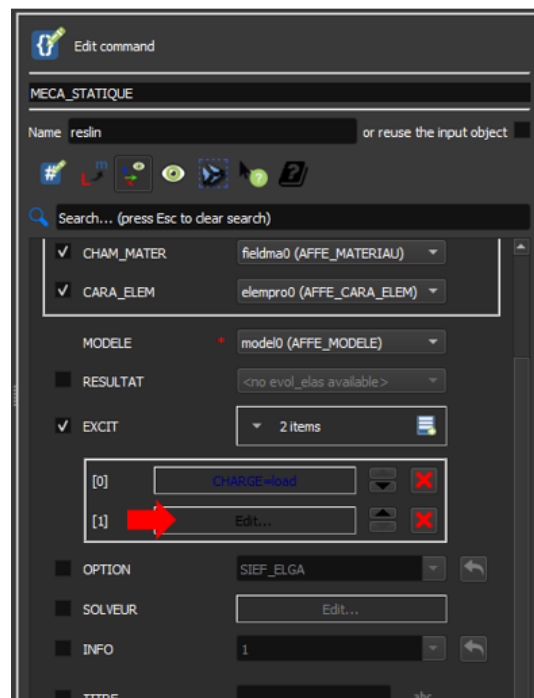 Edit command
MECA_STATIQUE
Name reslin or reuse the input object
Search... (press Esc to clear search)
CHAM_MATER fieldma0 (AFFE_MATERIAU)
CARA_ELEM elempro0 (AFFE_CARA_ELEM)
MODELE * model0 (AFFE_MODELE)
RESULTAT <no evol_elas available>
EXCIT 2 items
[0] CHARGE=load
[1] Edit...
OPTION SIEF_ELGA
SOLVEUR Edit...
INFO 1
TITRE abc